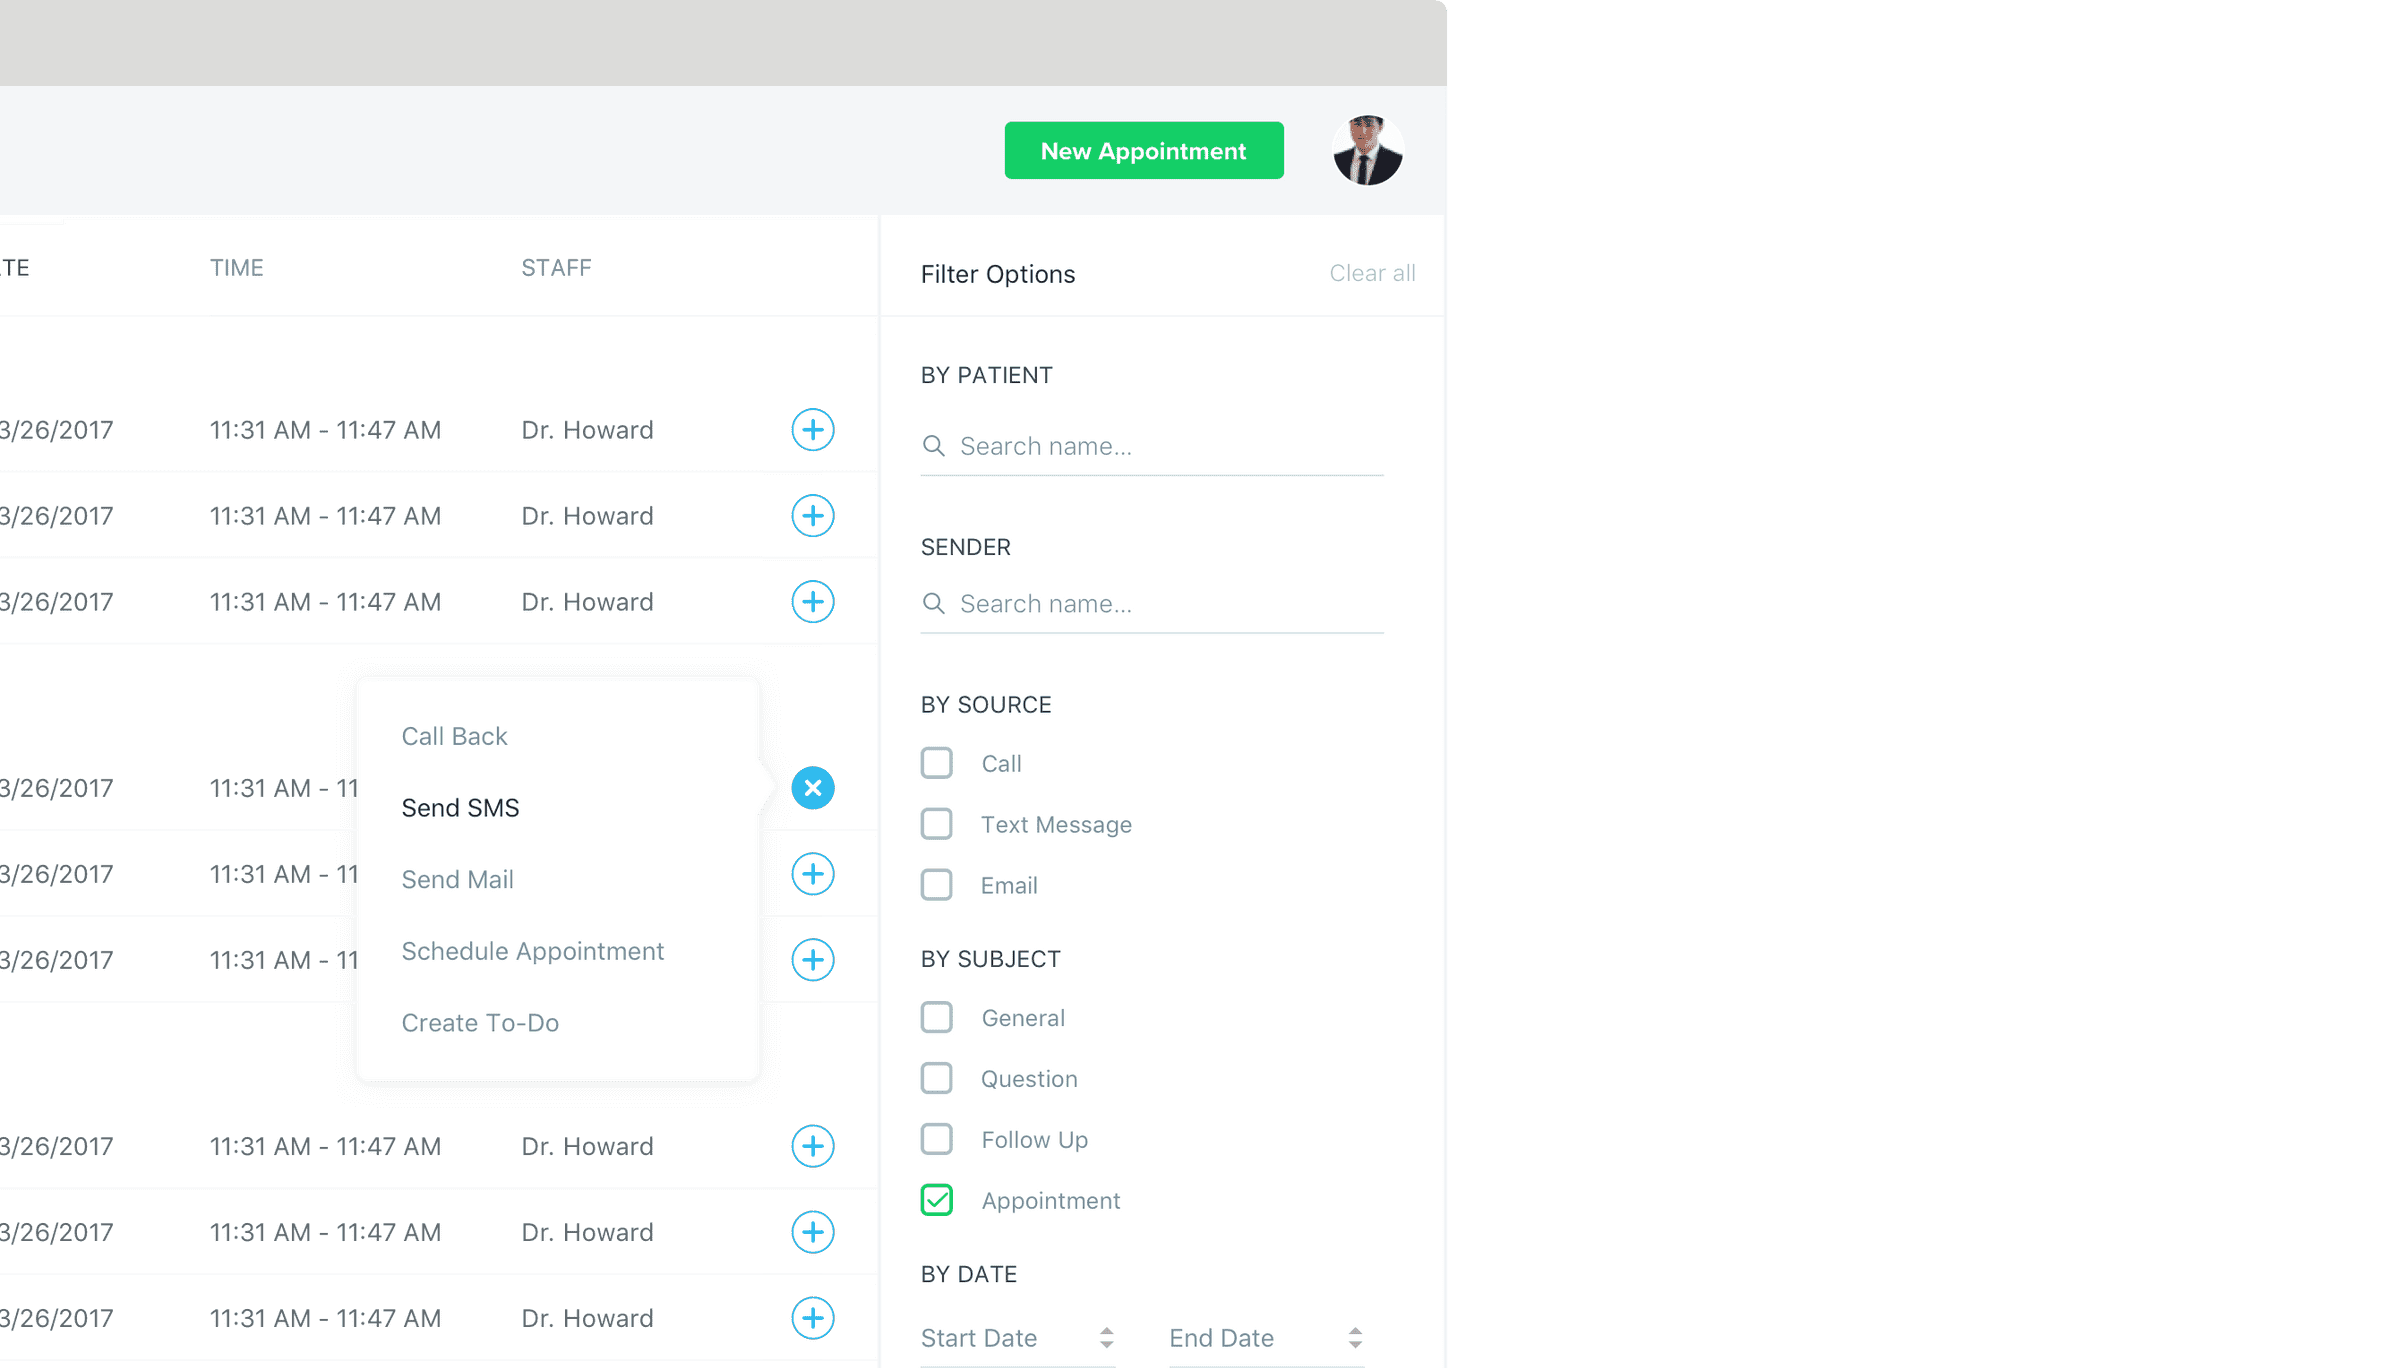 New Appointment
TIME STAFF
Filter Options Clear all
BY PATIENT
3/26/2017 11:31 AM - 11:47 AM Dr. Howard
Search name...
3/26/2017 11:31 AM - 11:47 AM Dr. Howard
SENDER
3/26/2017 11:31 AM - 11:47 AM Dr. Howard
Search name...
BY SOURCE
Call Back
Call
3/26/2017 11:31 AM - 11
Send SMS
Text Message
3/26/2017 11:31 AM - 11
Send Mail
Email
3/26/2017 11:31 AM - 11
Schedule Appointment
BY SUBJECT
Create To-Do
General
Question
Follow Up
3/26/2017 11:31 AM - 11:47 AM Dr. Howard
Appointment
3/26/2017 11:31 AM - 11:47 AM Dr. Howard
BY DATE
3/26/2017 11:31 AM - 11:47 AM Dr. Howard
Start Date End Date